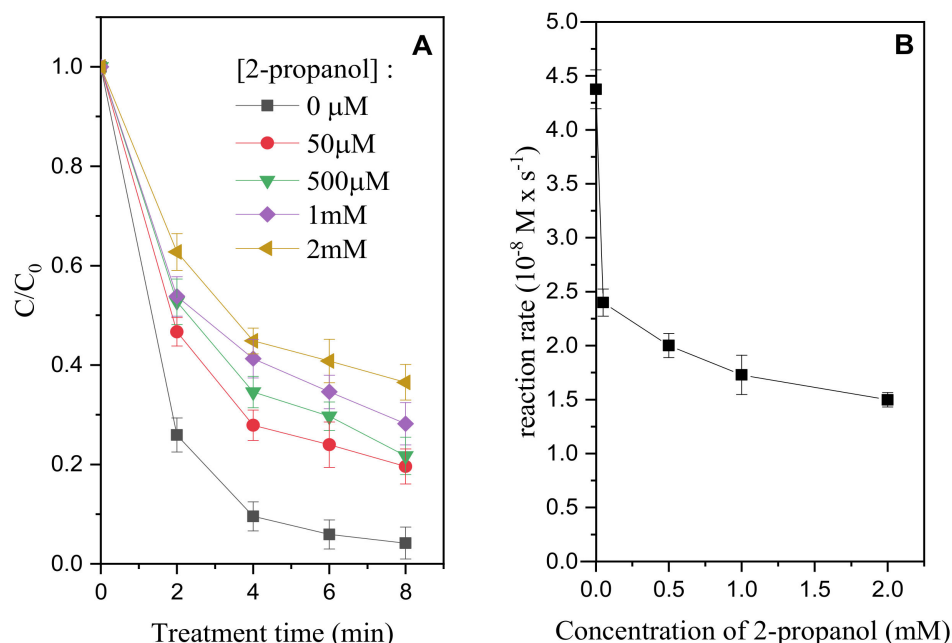 A
[2-propanol] :
0 μM
50μM
500μM
1mM
2mM
C/C0
1.0
0.8
0.6
0.4
0.2
0.0
0 2 4 6 8
Treatment time (min)
B
reaction rate (10-8 M x s-1)
5.0
4.5
4.0
3.5
3.0
2.5
2.0
1.5
1.0
0.5
0.0
0.0 0.5 1.0 1.5 2.0
Concentration of 2-propanol (mM)